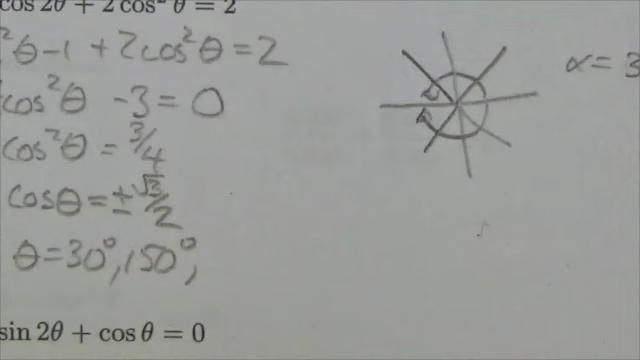 cos 2θ + 2 cos² θ = 2
²θ - 1 + 2cos²θ = 2
cos²θ - 3 = 0
cos²θ = 3/4
α = 3
cosθ = ±√3/2
θ = 30°, 150°,
sin 2θ + cos θ = 0